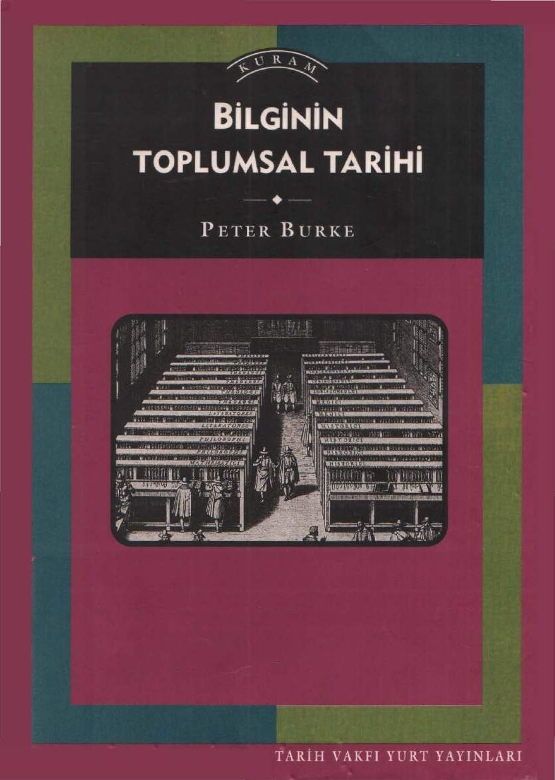 KURAM
BİLGİNİN
TOPLUMSAL TARİHİ
PETER BURKE
TARİH VAKFI YURT YAYINLARI